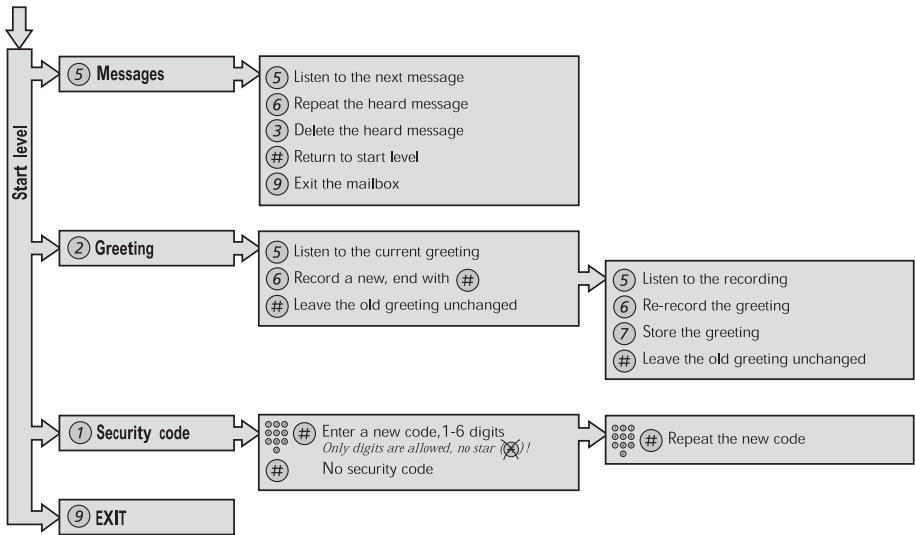 Start level
5 Messages
5 Listen to the next message
6 Repeat the heard message
3 Delete the heard message
# Return to start level
9 Exit the mailbox
2 Greeting
5 Listen to the current greeting
6 Record a new, end with #
# Leave the old greeting unchanged
5 Listen to the recording
6 Re-record the greeting
7 Store the greeting
# Leave the old greeting unchanged
1 Security code
# Enter a new code,1-6 digits
Only digits are allowed, no star (*)!
# No security code
# Repeat the new code
9 EXIT